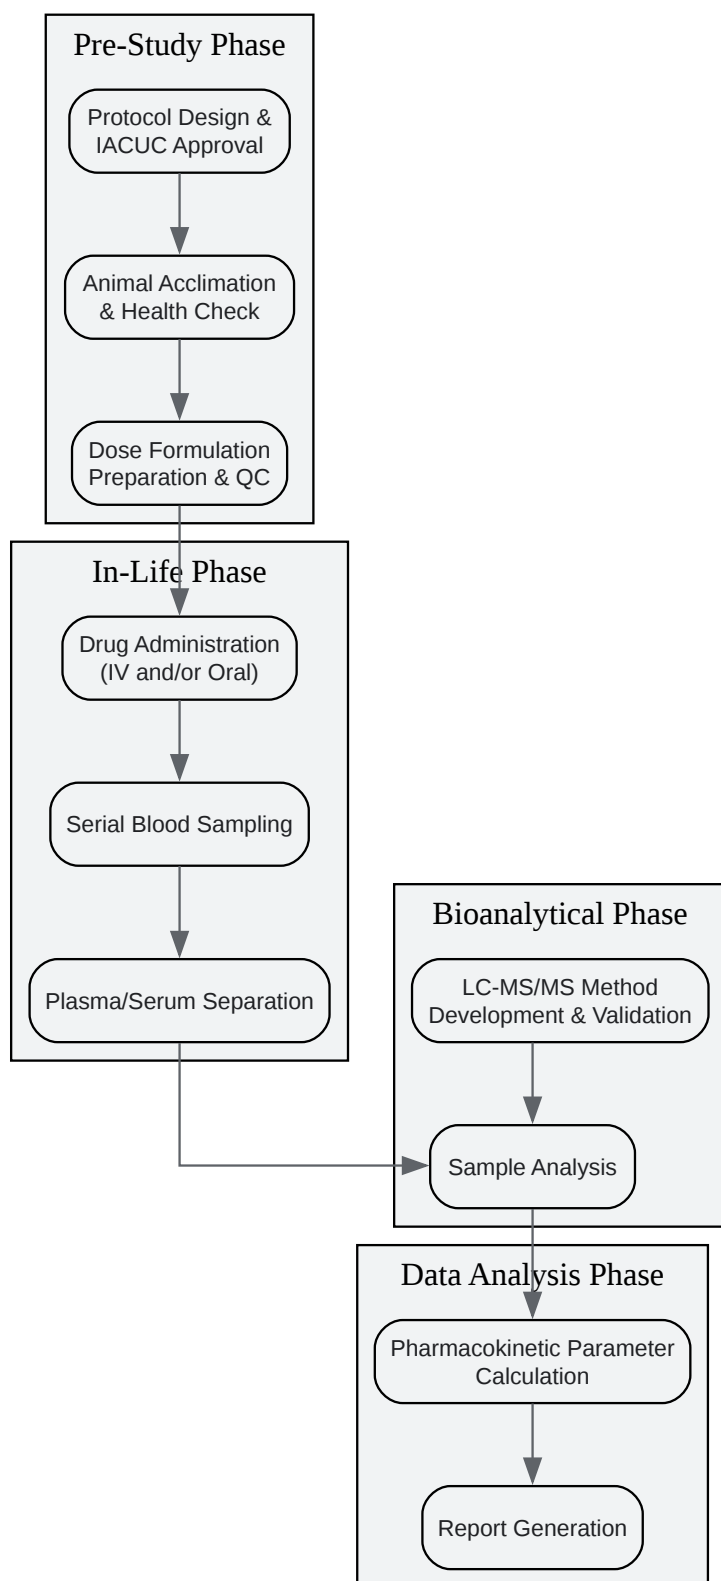 Pre-Study Phase
Protocol Design &
IACUC Approval
Animal Acclimation
& Health Check
Dose Formulation
Preparation & QC
In-Life Phase
Drug Administration
(IV and/or Oral)
Serial Blood Sampling
Plasma/Serum Separation
Bioanalytical Phase
LC-MS/MS Method
Development & Validation
Sample Analysis
Data Analysis Phase
Pharmacokinetic Parameter
Calculation
Report Generation